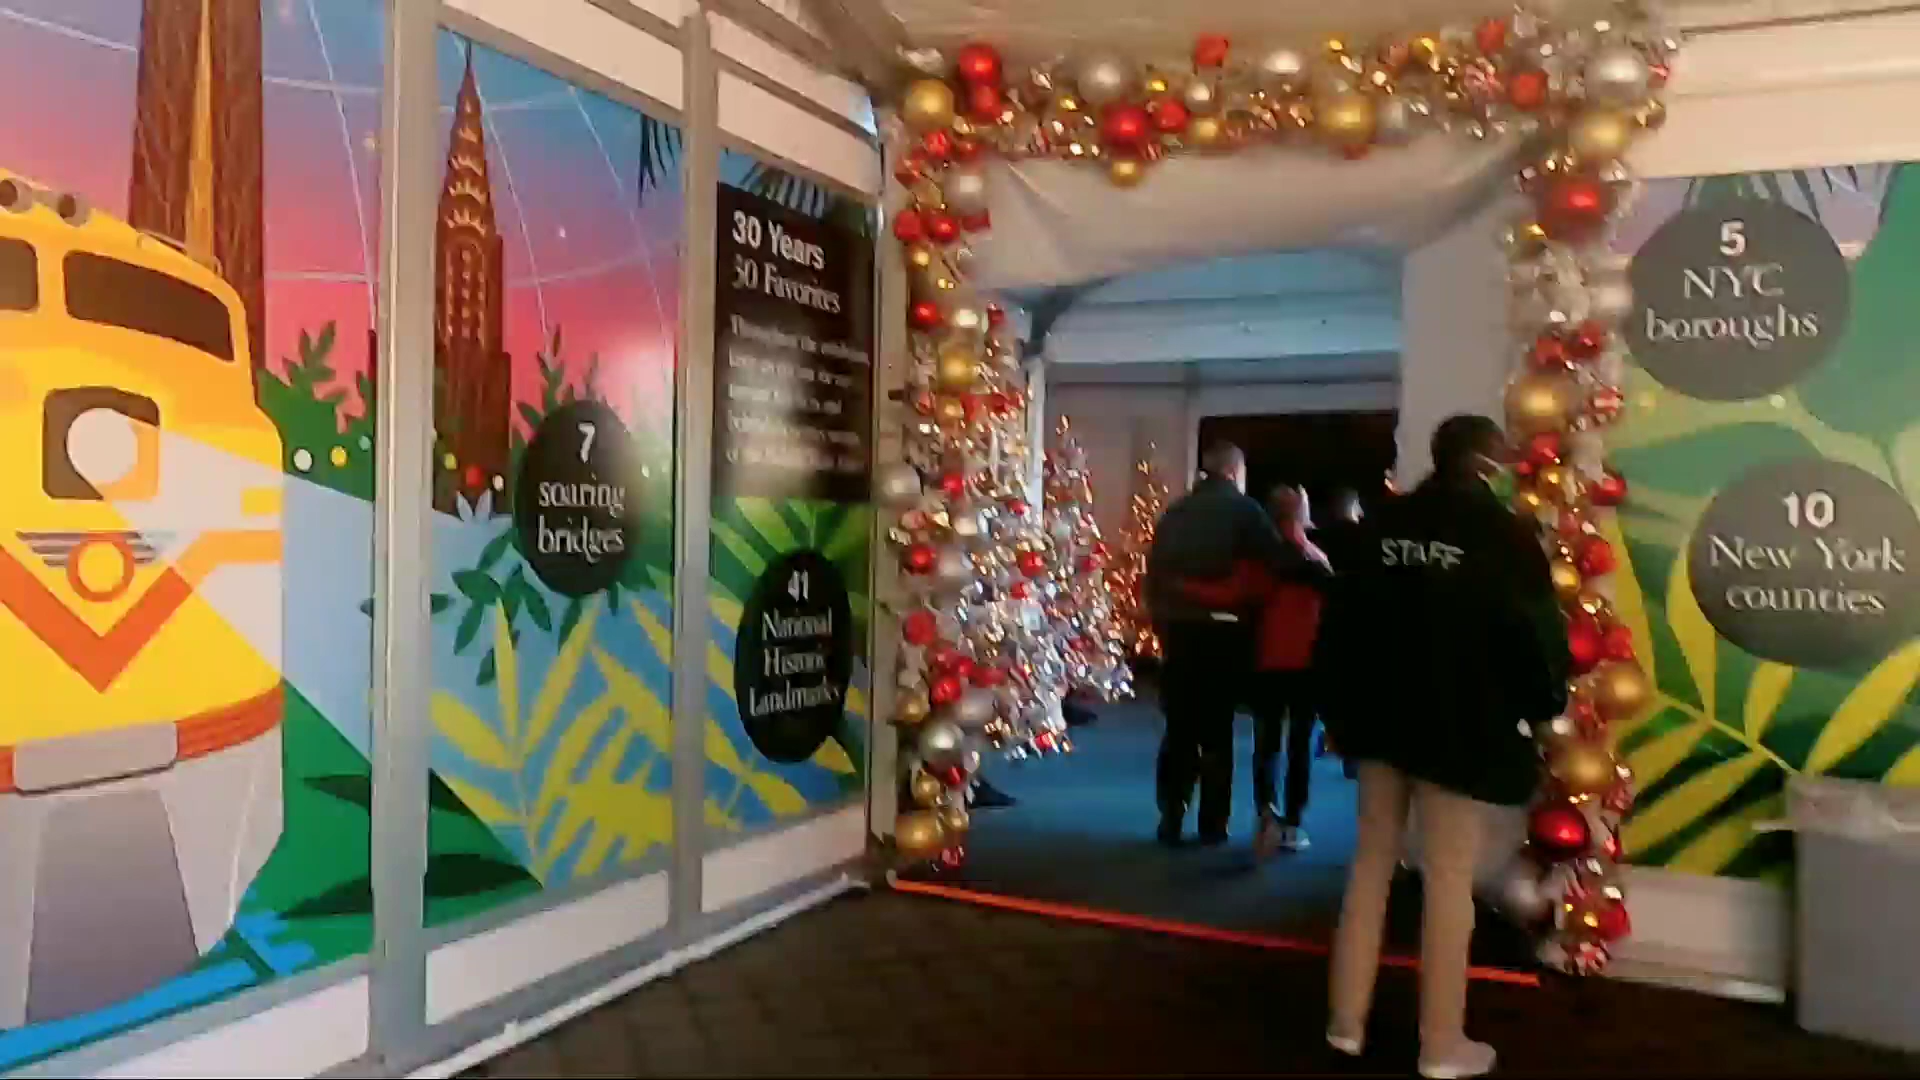 30 Years
30 Favorites
7
soaring
bridges
41
National
Historic
Landmarks
STAFF
5
NYC
boroughs
10
New York
counties